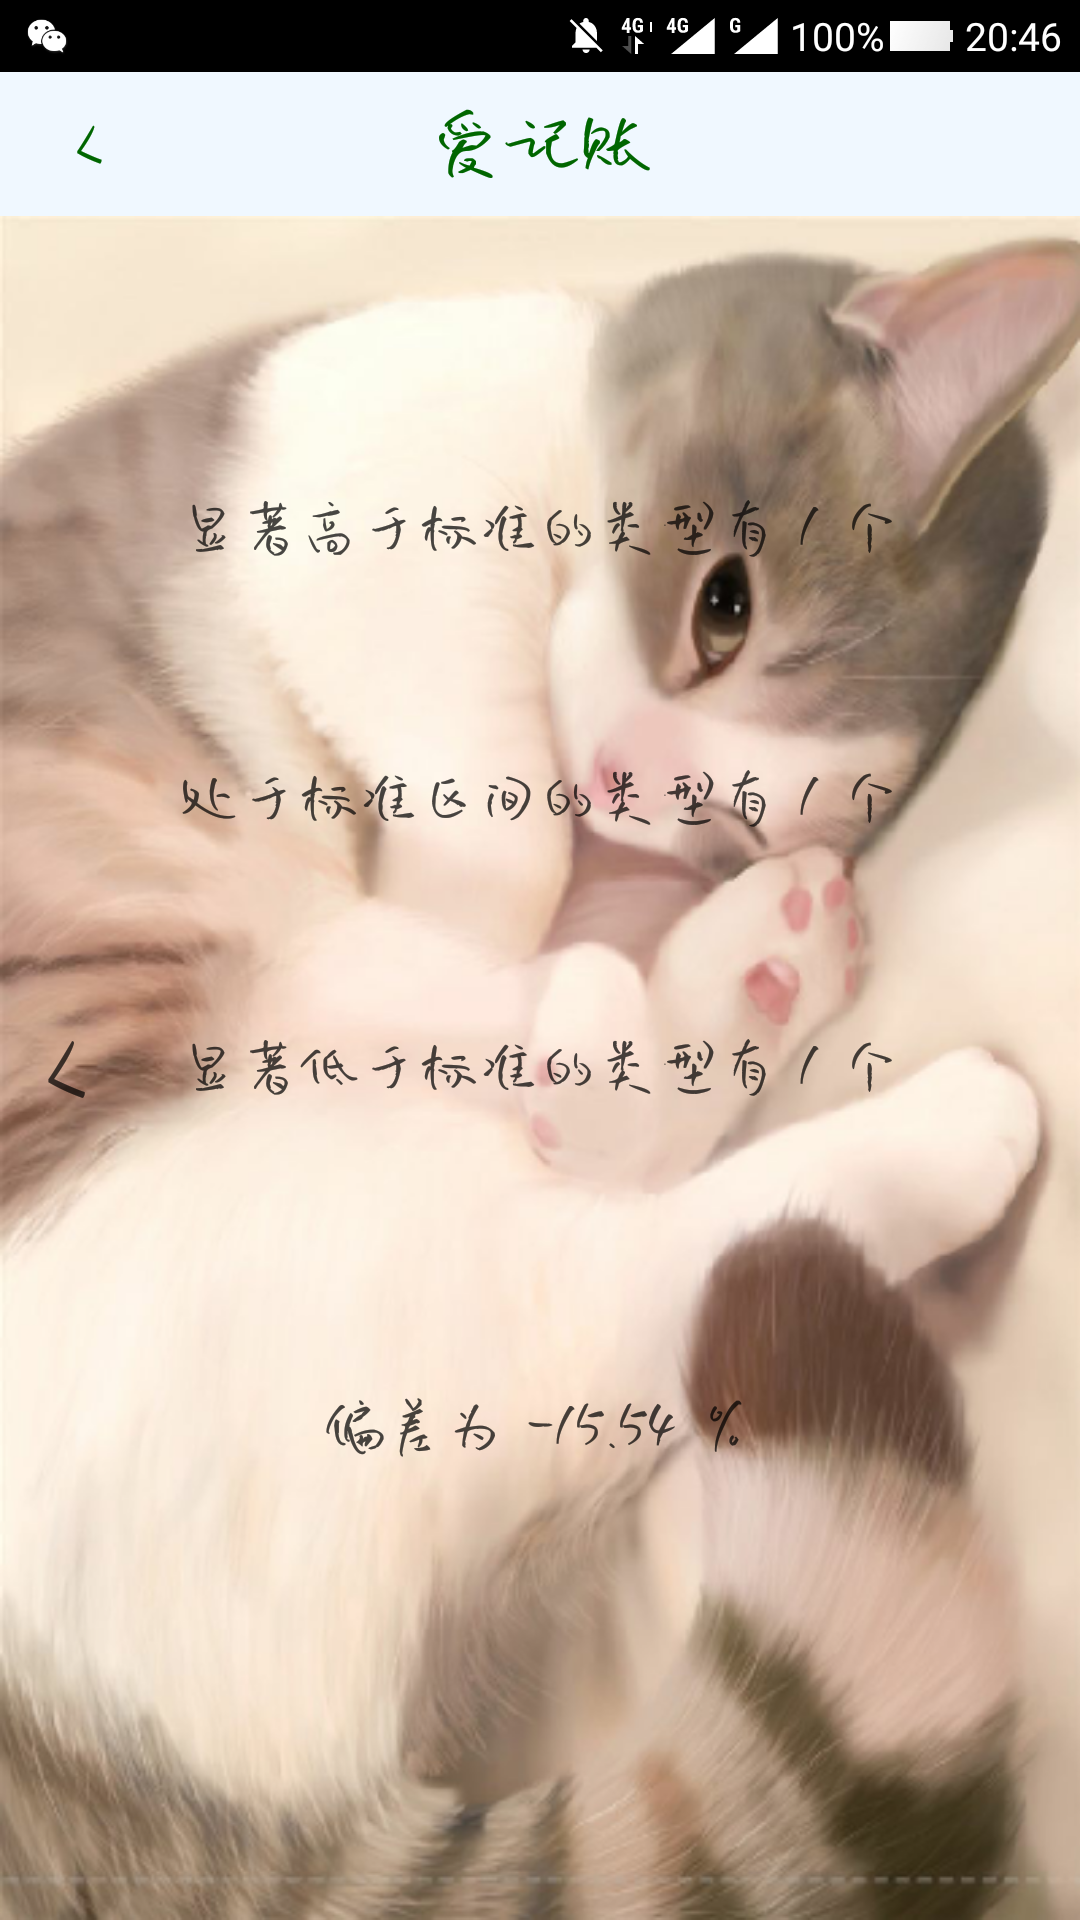 4G 4G G 100% 20:46
爱记账
显著高于标准的类型有1个
处于标准区间的类型有1个
显著低于标准的类型有1个
偏差为 -15.54 %